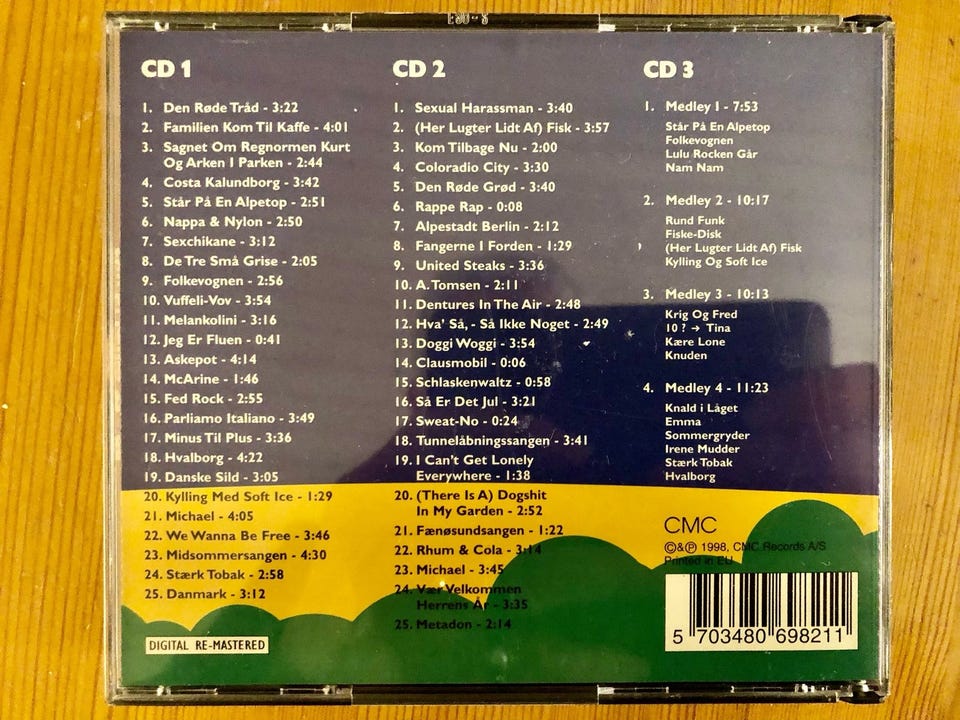 CD 1
1. Den Røde Tråd - 3:22
2. Familien Kom Til Kaffe - 4:01
3. Sagnet Om Regnormen Kurt
Og Arken I Parken - 2:44
4. Costa Kalundborg - 3:42
5. Står På En Alpetop - 2:51
6. Nappa & Nylon - 2:50
7. Sexchikane - 3:12
8. De Tre Små Grise - 2:05
9. Folkevognen - 2:56
10. Vuffeli-Vov - 3:54
11. Melankolini - 3:16
12. Jeg Er Fluen - 0:41
13. Askepot - 4:14
14. McArine - 1:46
15. Fed Rock - 2:55
16. Parliamo Italiano - 3:49
17. Minus Til Plus - 3:36
18. Hvalborg - 4:22
19. Danske Sild - 3:05
20. Kylling Med Soft Ice - 1:29
21. Michael - 4:05
22. We Wanna Be Free - 3:46
23. Midsommersangen - 4:30
24. Stærk Tobak - 2:58
25. Danmark - 3:12
DIGITAL RE-MASTERED
CD 2
1. Sexual Harassman - 3:40
2. (Her Lugter Lidt Af) Fisk - 3:57
3. Kom Tilbage Nu - 2:00
4. Coloradio City - 3:30
5. Den Røde Grød - 3:40
6. Rappe Rap - 0:08
7. Alpestadt Berlin - 2:12
8. Fangerne I Forden - 1:29
9. United Steaks - 3:36
10. A. Tomsen - 2:11
11. Dentures In The Air - 2:48
12. Hva' Så, - Så Ikke Noget - 2:49
13. Doggi Woggi - 3:54
14. Clausmobil - 0:06
15. Schlaskenwaltz - 0:58
16. Så Er Det Jul - 3:21
17. Sweat-No - 0:24
18. Tunnelåbningssangen - 3:41
19. I Can't Get Lonely
Everywhere - 1:38
20. (There Is A) Dogshit
In My Garden - 2:52
21. Fænøsundsangen - 1:22
22. Rhum & Cola - 3:14
23. Michael - 3:45
24. Vær Velkommen
Herrens År - 3:35
25. Metadon - 2:14
CD 3
1. Medley 1 - 7:53
Står På En Alpetop
Folkevognen
Lulu Rocken Går
Nam Nam
2. Medley 2 - 10:17
Rund Funk
Fiske-Disk
(Her Lugter Lidt Af) Fisk
Kylling Og Soft Ice
3. Medley 3 - 10:13
Krig Og Fred
10 ? → Tina
Kære Lone
Knuden
4. Medley 4 - 11:23
Knald i Låget
Emma
Sommergryder
Irene Mudder
Stærk Tobak
Hvalborg
CMC
©&℗ 1998, CMC Records A/S
Printed in EU
5 703480 698211